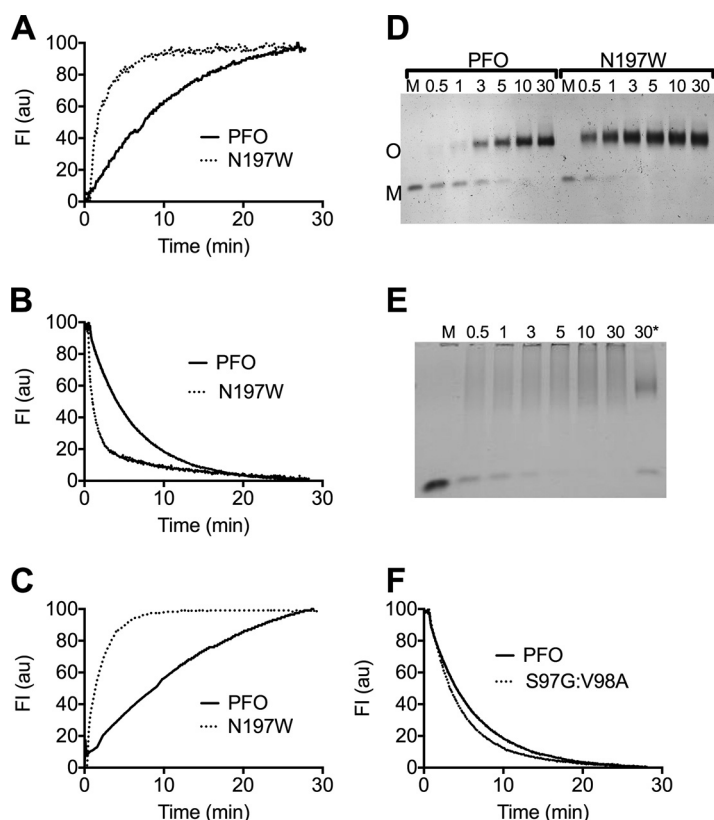 A
FI (au)
100
80
60
40
20
0
PFO
N197W
0 10 20 30
Time (min)
B
FI (au)
100
80
60
40
20
0
PFO
N197W
0 10 20 30
Time (min)
C
FI (au)
100
80
60
40
20
0
PFO
N197W
0 10 20 30
Time (min)
D
PFO N197W
M 0.5 1 3 5 10 30 M 0.5 1 3 5 10 30
O
M
E
M 0.5 1 3 5 10 30 30*
F
FI (au)
100
80
60
40
20
0
PFO
S97G:V98A
0 10 20 30
Time (min)